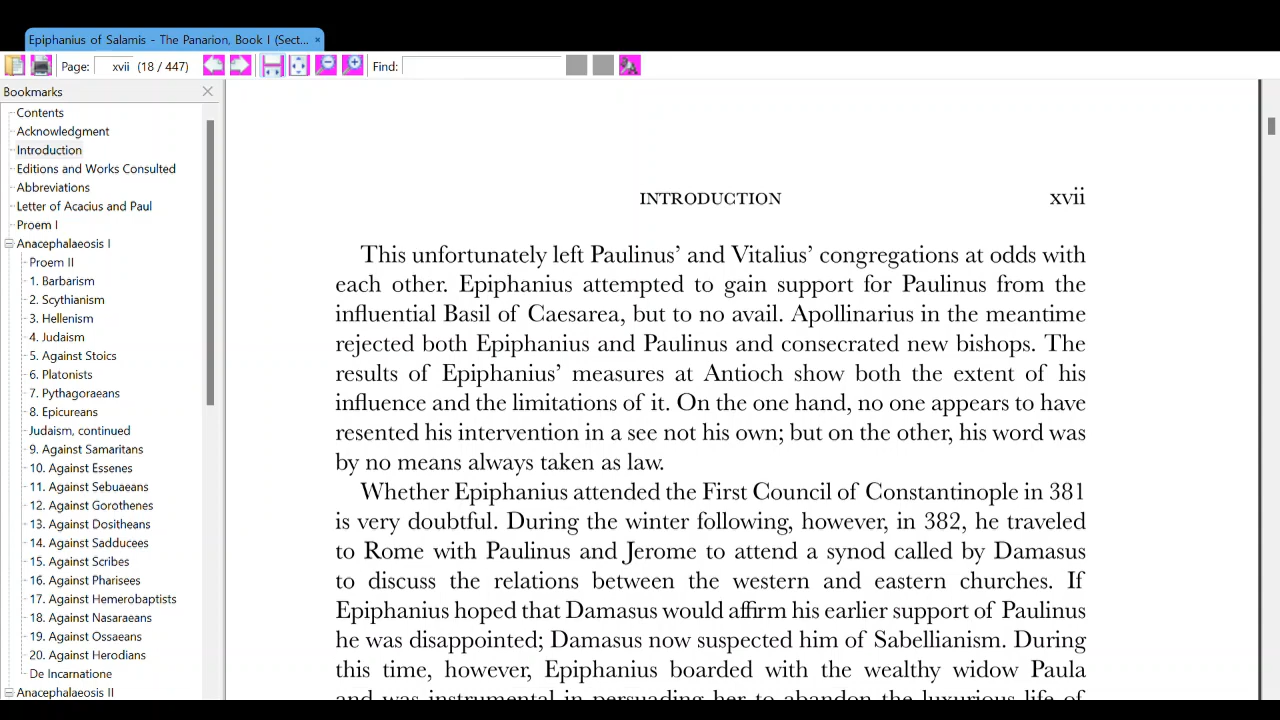 Epiphanius of Salamis - The Panarion, Book I (Sect... ×
Page: xvii (18 / 447) Find:
Bookmarks
Contents
Acknowledgment
Introduction
Editions and Works Consulted
Abbreviations
Letter of Acacius and Paul
Proem I
Anacephalaeosis I
Proem II
1. Barbarism
2. Scythianism
3. Hellenism
4. Judaism
5. Against Stoics
6. Platonists
7. Pythagoraeans
8. Epicureans
Judaism, continued
9. Against Samaritans
10. Against Essenes
11. Against Sebuaeans
12. Against Gorothenes
13. Against Dositheans
14. Against Sadducees
15. Against Scribes
16. Against Pharisees
17. Against Hemerobaptists
18. Against Nasaraeans
19. Against Ossaeans
20. Against Herodians
De Incarnatione
Anacephalaeosis II
INTRODUCTION xvii
This unfortunately left Paulinus’ and Vitalius’ congregations at odds with
each other. Epiphanius attempted to gain support for Paulinus from the
influential Basil of Caesarea, but to no avail. Apollinarius in the meantime
rejected both Epiphanius and Paulinus and consecrated new bishops. The
results of Epiphanius’ measures at Antioch show both the extent of his
influence and the limitations of it. On the one hand, no one appears to have
resented his intervention in a see not his own; but on the other, his word was
by no means always taken as law.
Whether Epiphanius attended the First Council of Constantinople in 381
is very doubtful. During the winter following, however, in 382, he traveled
to Rome with Paulinus and Jerome to attend a synod called by Damasus
to discuss the relations between the western and eastern churches. If
Epiphanius hoped that Damasus would affirm his earlier support of Paulinus
he was disappointed; Damasus now suspected him of Sabellianism. During
this time, however, Epiphanius boarded with the wealthy widow Paula
and was instrumental in persuading her to abandon the luxurious life of